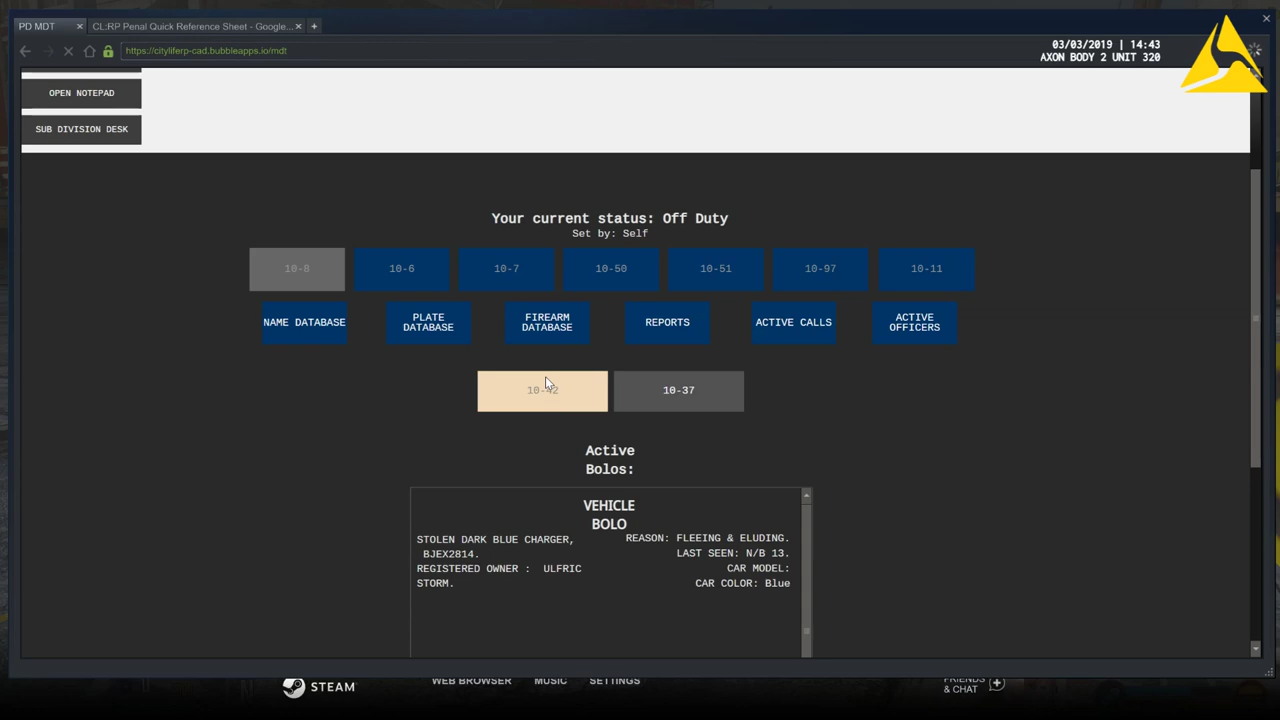 PD MDT
CL:RP Penal Quick Reference Sheet - Google...
https://cityliferp-cad.bubbleapps.io/mdt
03/03/2019 | 14:43
AXON BODY 2 UNIT 320
OPEN NOTEPAD
SUB DIVISION DESK
Your current status: Off Duty
Set by: Self
10-8 10-6 10-7 10-50 10-51 10-97 10-11
NAME DATABASE
PLATE
DATABASE
FIREARM
DATABASE
REPORTS
ACTIVE CALLS
ACTIVE
OFFICERS
10-42 10-37
Active
Bolos:
VEHICLE
BOLO
STOLEN DARK BLUE CHARGER,
BJEX2814.
REGISTERED OWNER : ULFRIC
STORM.
REASON: FLEEING & ELUDING.
LAST SEEN: N/B 13.
CAR MODEL:
CAR COLOR: Blue
STEAM
WEB BROWSER MUSIC SETTINGS
FRIENDS
& CHAT